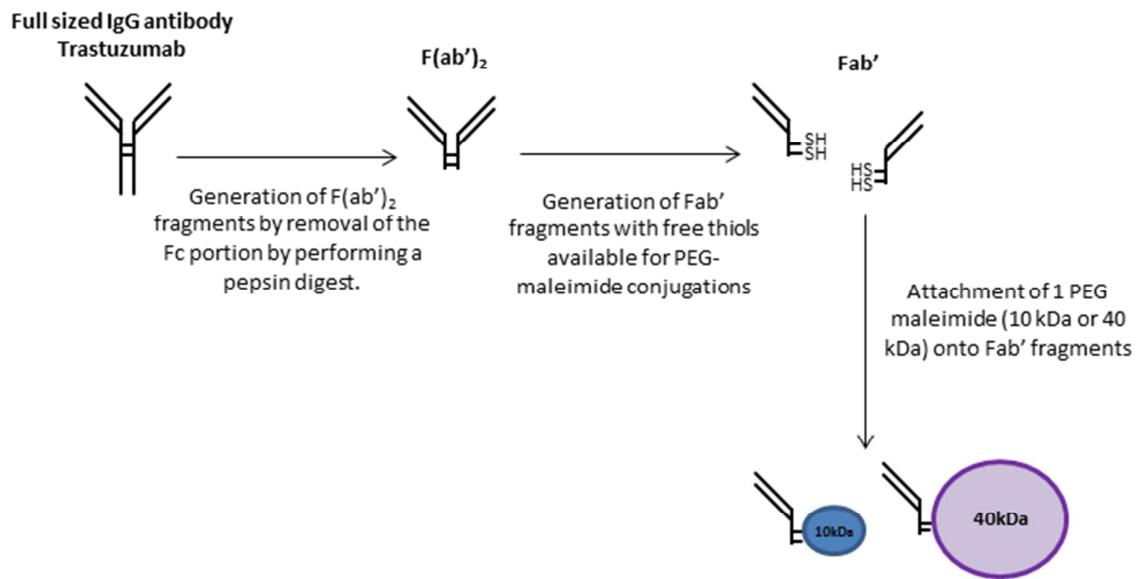 Full sized IgG antibody
Trastuzumab
F(ab')₂
Fab'
SH
SH
HS
HS
Generation of F(ab')₂
fragments by removal of the
Fc portion by performing a
pepsin digest.
Generation of Fab'
fragments with free thiols
available for PEG-
maleimide conjugations
Attachment of 1 PEG
maleimide (10 kDa or 40
kDa) onto Fab' fragments
10kDa
40kDa